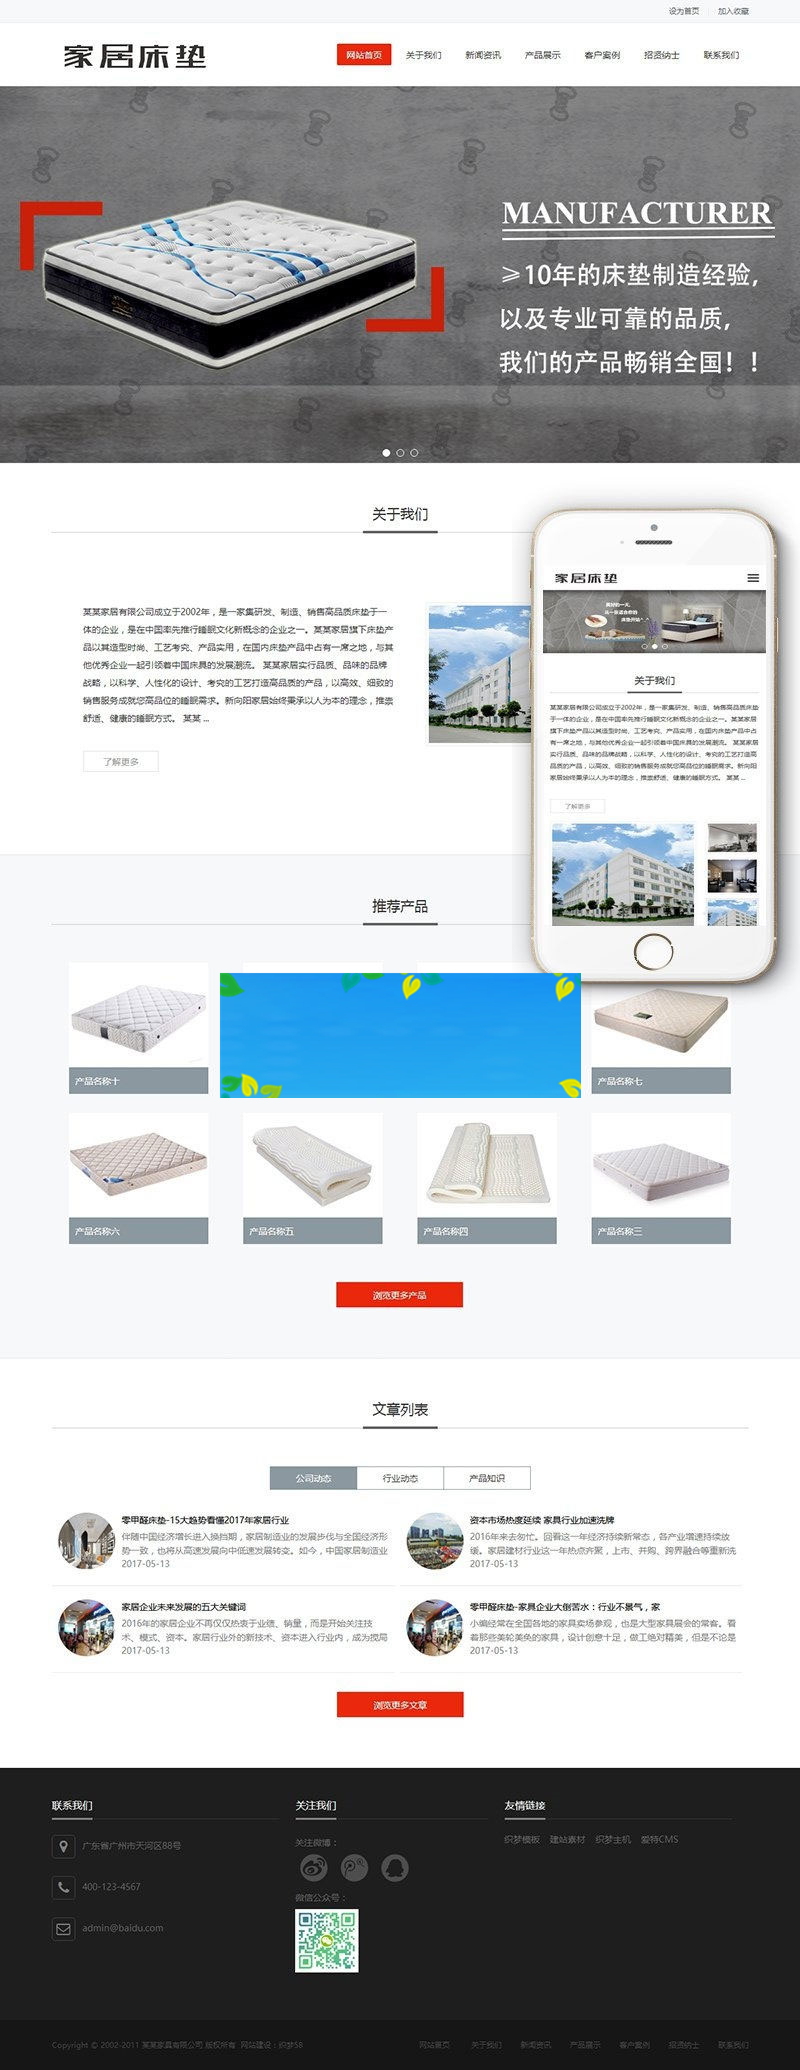 设为首页 加入收藏
家居床垫
网站首页 关于我们 新闻资讯 产品展示 客户案例 招贤纳士 联系我们
MANUFACTURER
≥10年的床垫制造经验,
以及专业可靠的品质,
我们的产品畅销全国！！
关于我们
某某家居有限公司成立于2002年，是一家集研发、制造、销售高品质床垫于一
体的企业，是在中国率先推行睡眠文化新概念的企业之一。某某家居旗下床垫产
品以其造型时尚、工艺考究、产品实用，在国内床垫产品中占有一席之地，与其
他优秀企业一起引领着中国床具的发展潮流。 某某家居实行品质、品味的品牌
战略，以科学、人性化的设计、考究的工艺打造高品质的产品，以高效、细致的
销售服务成就您高品位的睡眠需求。新向阳家居始终秉承以人为本的理念，推崇
舒适、健康的睡眠方式。 某某 ...
了解更多
家居床垫
关于我们
某某家居有限公司成立于2002年，是一家集研发、制造、销售高品质床垫
于一体的企业，是在中国率先推行睡眠文化新概念的企业之一。某某家居
旗下床垫产品以其造型时尚、工艺考究、产品实用，在国内床垫产品中占
有一席之地，与其他优秀企业一起引领着中国床具的发展潮流。 某某家居实
行品质、品味的品牌战略，以科学、人性化的设计、考究的工艺打造高
品质的产品，以高效、细致的销售服务成就您高品位的睡眠需求。新向阳
家居始终秉承以人为本的理念，推崇舒适、健康的睡眠方式。 某某 ...
了解更多
推荐产品
产品名称十
产品名称七
产品名称六
产品名称五
产品名称四
产品名称三
浏览更多产品
文章列表
公司动态 行业动态 产品知识
零甲醛床垫-15大趋势看懂2017年家居行业
伴随中国经济增长进入换挡期，家居制造业的发展步伐与全国经济形
势一致，也将从高速发展向中低速发展转变。如今，中国家居制造业
2017-05-13
资本市场热度延续 家具行业加速洗牌
2016年来去匆忙。回看这一年经济持续新常态，各产业增速持续放
缓。家居建材行业这一年热点齐聚，上市、并购、跨界融合等重新洗
2017-05-13
家居企业未来发展的五大关键词
2016年的家居企业不再仅仅热衷于业绩、销量，而是开始关注技
术、模式、资本。家居行业外的新技术、资本进入行业内，成为搅局
2017-05-13
零甲醛床垫-家具企业大倒苦水：行业不景气，家
小编经常在全国各地的家具卖场参观，也是大型家具展会的常客。看
着那些美轮美奂的家具，设计创意十足，做工绝对精美，但是不论是
2017-05-13
浏览更多文章
联系我们
广东省广州市天河区88号
400-123-4567
admin@baidu.com
关注我们
关注微博：
微信公众号：
友情链接
织梦模板 建站素材 织梦主机 爱特CMS
Copyright © 2002-2011 某某家具有限公司 版权所有 网站建设：织梦58
网站首页 关于我们 新闻资讯 产品展示 客户案例 招贤纳士 联系我们